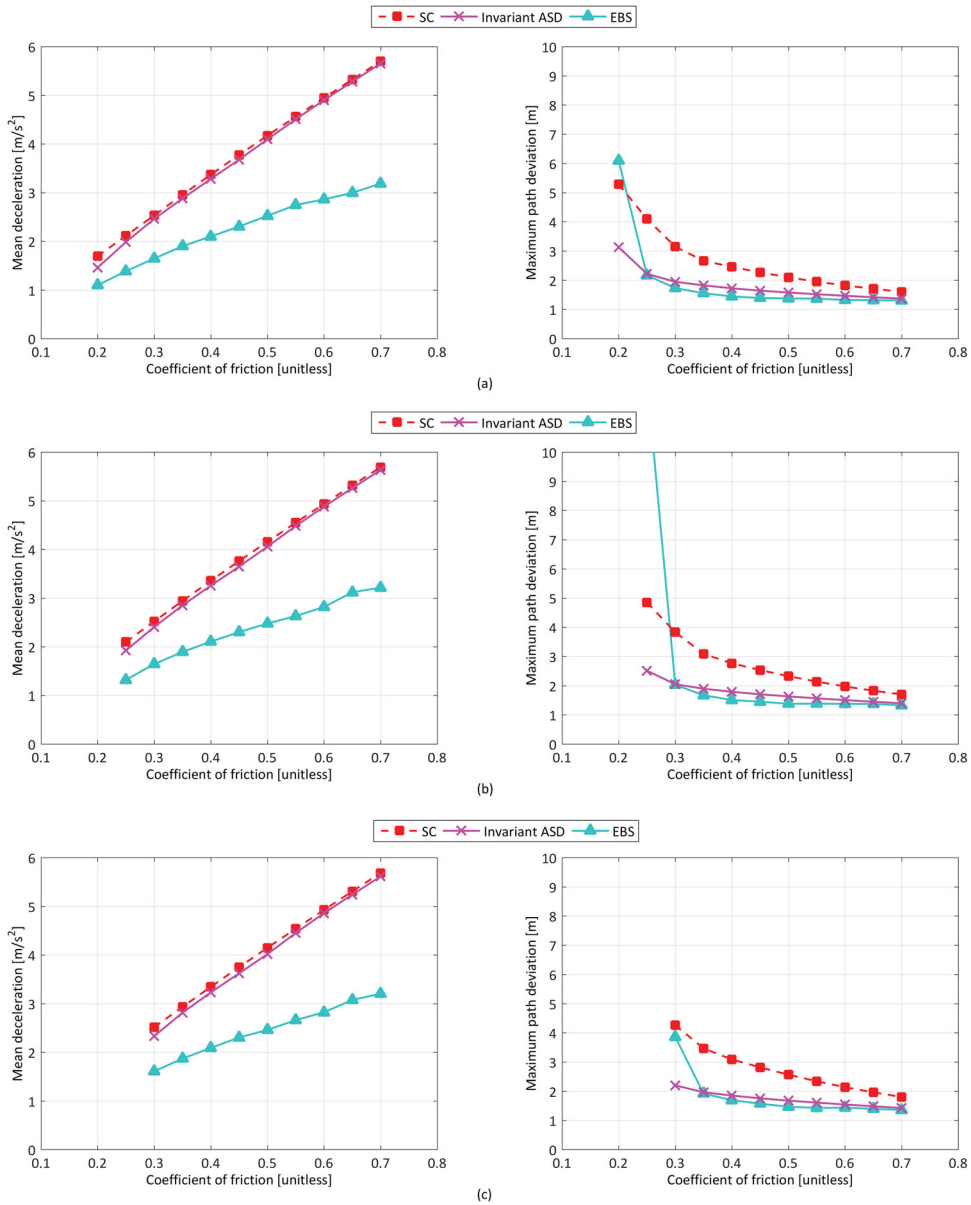 SC Invariant ASD EBS
6
5
4
3
2
1
0
0.1 0.2 0.3 0.4 0.5 0.6 0.7 0.8
Mean deceleration [m/s²]
Coefficient of friction [unitless]
10
9
8
7
6
5
4
3
2
1
0
0.1 0.2 0.3 0.4 0.5 0.6 0.7 0.8
Maximum path deviation [m]
Coefficient of friction [unitless]
(a)
SC Invariant ASD EBS
6
5
4
3
2
1
0
0.1 0.2 0.3 0.4 0.5 0.6 0.7 0.8
Mean deceleration [m/s²]
Coefficient of friction [unitless]
10
9
8
7
6
5
4
3
2
1
0
0.1 0.2 0.3 0.4 0.5 0.6 0.7 0.8
Maximum path deviation [m]
Coefficient of friction [unitless]
(b)
SC Invariant ASD EBS
6
5
4
3
2
1
0
0.1 0.2 0.3 0.4 0.5 0.6 0.7 0.8
Mean deceleration [m/s²]
Coefficient of friction [unitless]
10
9
8
7
6
5
4
3
2
1
0
0.1 0.2 0.3 0.4 0.5 0.6 0.7 0.8
Maximum path deviation [m]
Coefficient of friction [unitless]
(c)